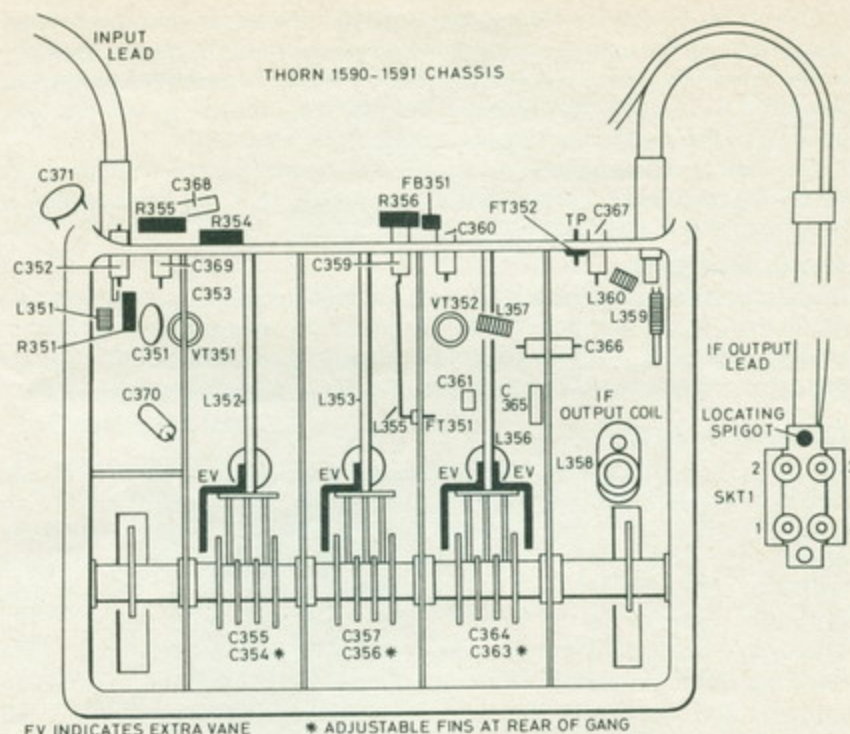 INPUT
LEAD
THORN 1590-1591 CHASSIS
C371
C368
R355
R354
FB351
R356
C360
FT352
TP
C367
C352
C369
C359
C353
L351
R351
C351
VT351
VT352
L357
L360
L359
C366
IF OUTPUT
LEAD
C370
L352
L353
L355
FT351
C361
C
365
L356
IF
OUTPUT COIL
L358
LOCATING
SPIGOT
2
SKT1
1
EV
EV
EV
EV
C355
C354 *
C357
C356 *
C364
C363 *
EV INDICATES EXTRA VANE
* ADJUSTABLE FINS AT REAR OF GANG